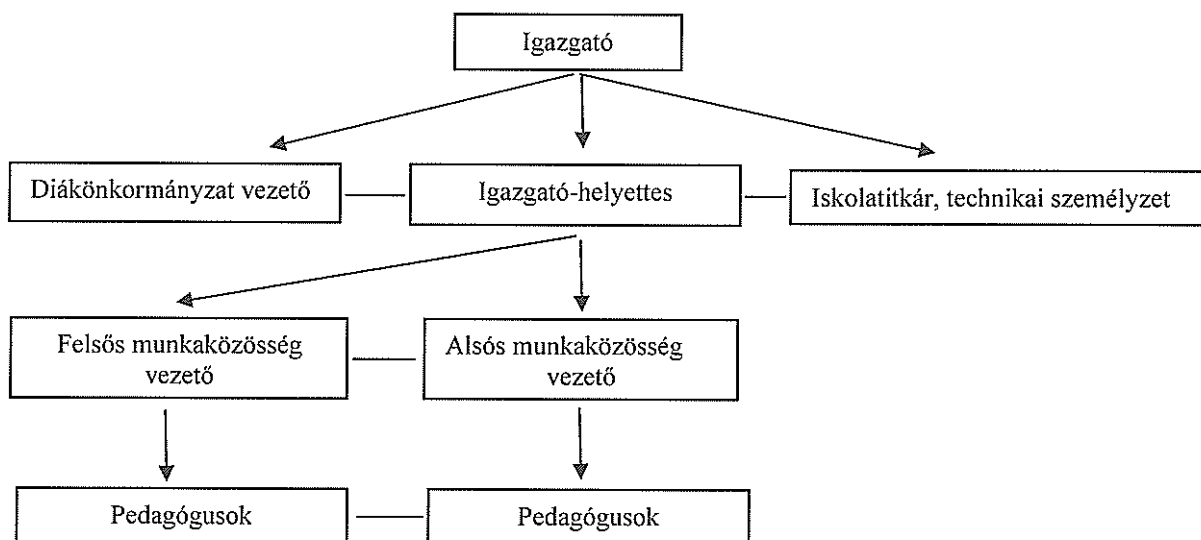 Igazgató
Diákönkormányzat vezető
Igazgató-helyettes
Iskolatitkár, technikai személyzet
Felsős munkaközösség
vezető
Alsós munkaközösség
vezető
Pedagógusok
Pedagógusok